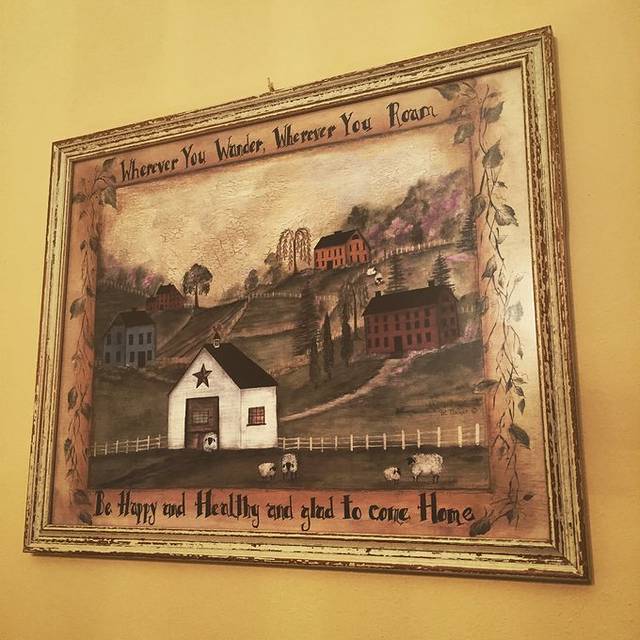 Wherever You Wander, Wherever You Roam
Be Happy and Healthy and glad to come Home